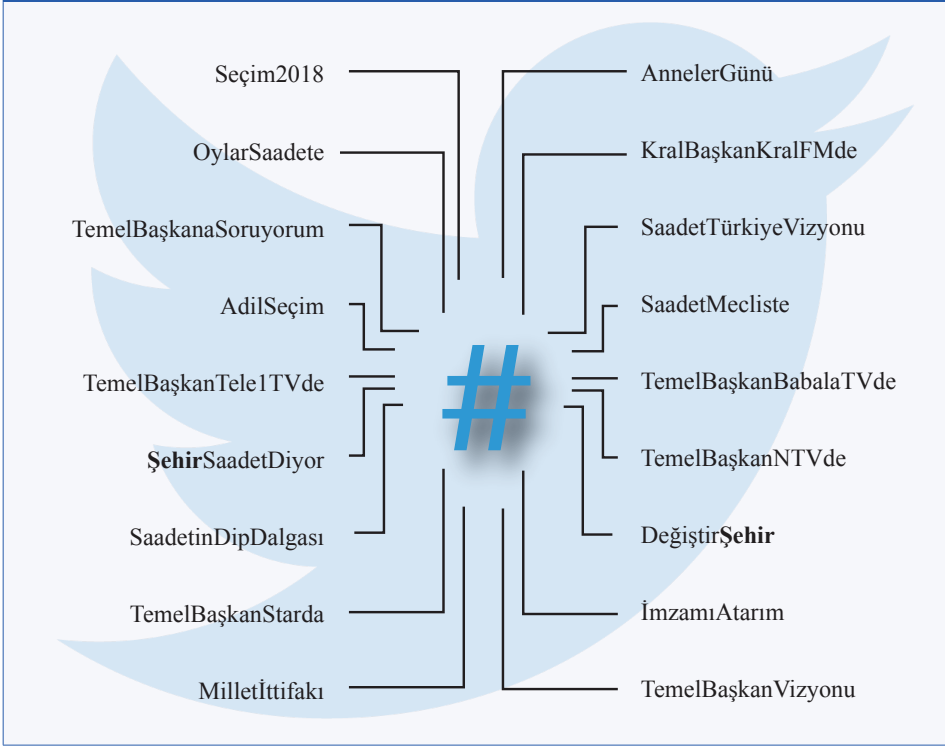 Seçim2018
OylarSaadete
TemelBaşkanaSoruyorum
AdilSeçim
TemelBaşkanTele1TVde
ŞehirSaadetDiyor
SaadetinDipDalgası
TemelBaşkanStarda
Milletİttifakı
#
AnnelerGünü
KralBaşkanKralFMde
SaadetTürkiyeVizyonu
SaadetMecliste
TemelBaşkanBabalaTVde
TemelBaşkanNTVde
DeğiştirŞehir
İmzamıAtarım
TemelBaşkanVizyonu